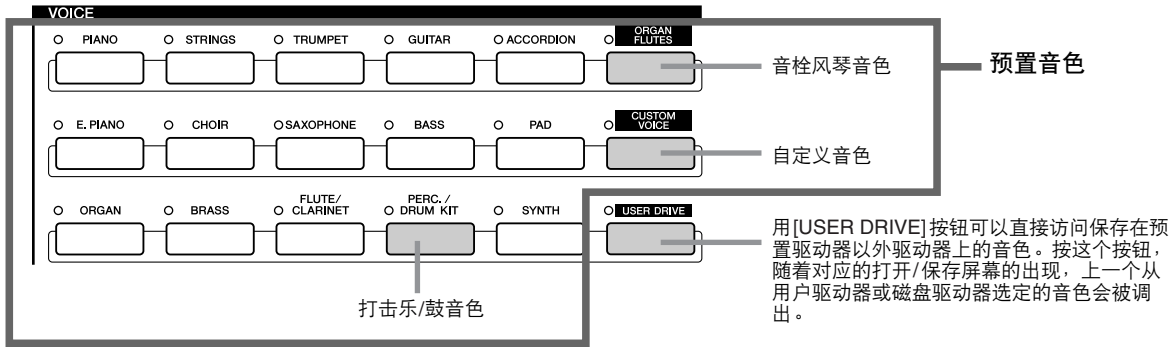 VOICE
PIANO STRINGS TRUMPET GUITAR ACCORDION ORGAN FLUTES
音栓风琴音色
预置音色
E. PIANO CHOIR SAXOPHONE BASS PAD CUSTOM VOICE
自定义音色
ORGAN BRASS FLUTE/ CLARINET PERC. / DRUM KIT SYNTH USER DRIVE
打击乐/鼓音色
用[USER DRIVE]按钮可以直接访问保存在预
置驱动器以外驱动器上的音色。按这个按钮，
随着对应的打开/保存屏幕的出现，上一个从
用户驱动器或磁盘驱动器选定的音色会被调
出。